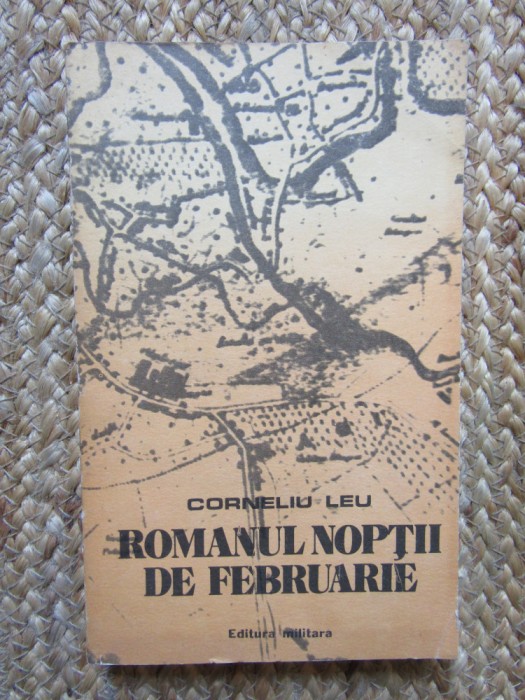 CORNELIU LEU
ROMANUL NOPȚII
DE FEBRUARIE
Editura militara